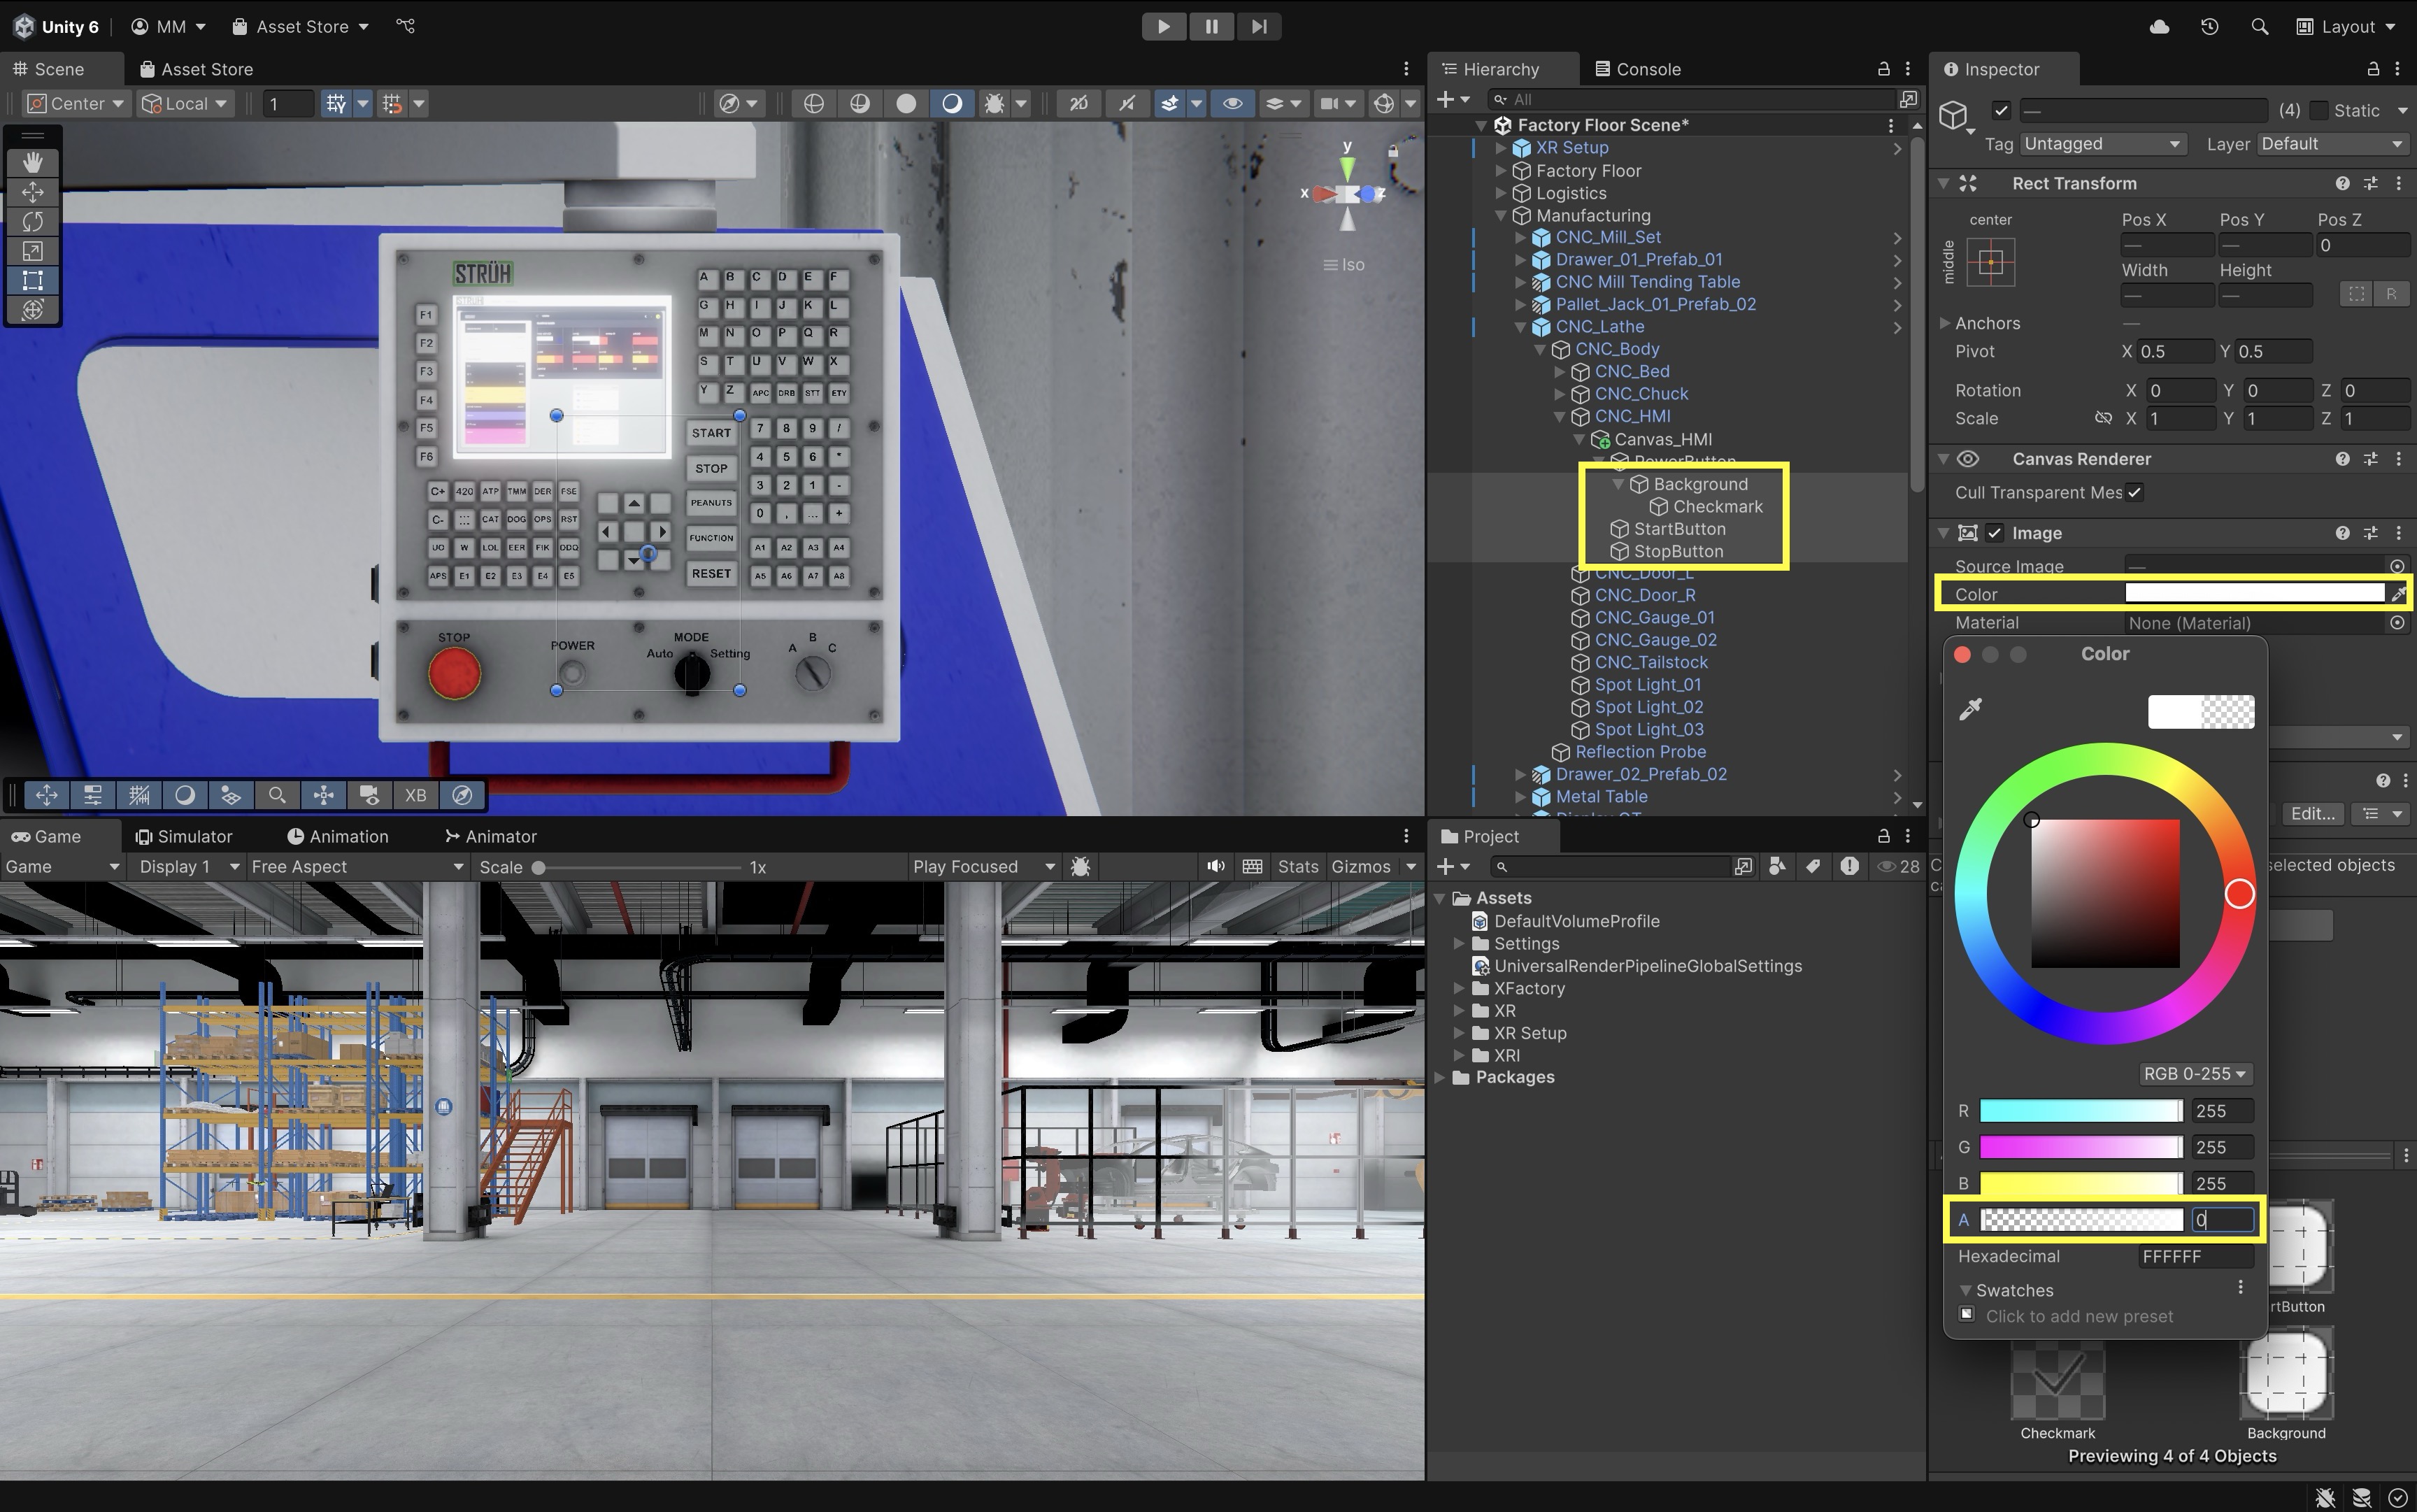 Unity 6
MM
Asset Store
Layout
Scene
Asset Store
Center
Local
1
2D
y
x
z
Iso
STRÜH
F1
F2
F3
F4
F5
F6
A B C D E F
G H I J K L
M N O P Q R
S T U V W X
Y Z APC DRB STT ETY
START
STOP
PEANUTS
FUNCTION
RESET
7 8 9 /
4 5 6 *
3 2 1 -
0 , ... +
A1 A2 A3 A4
A5 A6 A7 A8
C+ 420 ATP TMM DER FSE
C- ::: CAT DOG OPS RST
UO W LOL EER FIK DDQ
APS E1 E2 E3 E4 E5
STOP
POWER
MODE
Auto
Setting
A
B
C
XB
Hierarchy
Console
All
Factory Floor Scene*
XR Setup
Factory Floor
Logistics
Manufacturing
CNC_Mill_Set
Drawer_01_Prefab_01
CNC Mill Tending Table
Pallet_Jack_01_Prefab_02
CNC_Lathe
CNC_Body
CNC_Bed
CNC_Chuck
CNC_HMI
Canvas_HMI
PowerButton
Background
Checkmark
StartButton
StopButton
CNC_Door_L
CNC_Door_R
CNC_Gauge_01
CNC_Gauge_02
CNC_Tailstock
Spot Light_01
Spot Light_02
Spot Light_03
Reflection Probe
Drawer_02_Prefab_02
Metal Table
Inspector
—
(4)
Static
Tag
Untagged
Layer
Default
Rect Transform
center
middle
Pos X
Pos Y
Pos Z
—
—
0
Width
Height
—
—
R
Anchors
—
Pivot
X 0.5
Y 0.5
Rotation
X 0
Y 0
Z 0
Scale
X 1
Y 1
Z 1
Canvas Renderer
Cull Transparent Mes
Image
Source Image
—
Color
Material
None (Material)
Color
Edit...
selected objects
RGB 0-255
R
255
G
255
B
255
A
0
Hexadecimal
FFFFFF
Swatches
Click to add new preset
rtButton
Checkmark
Background
Previewing 4 of 4 Objects
Game
Simulator
Animation
Animator
Game
Display 1
Free Aspect
Scale
1x
Play Focused
Stats
Gizmos
Project
28
Assets
DefaultVolumeProfile
Settings
UniversalRenderPipelineGlobalSettings
XFactory
XR
XR Setup
XRI
Packages